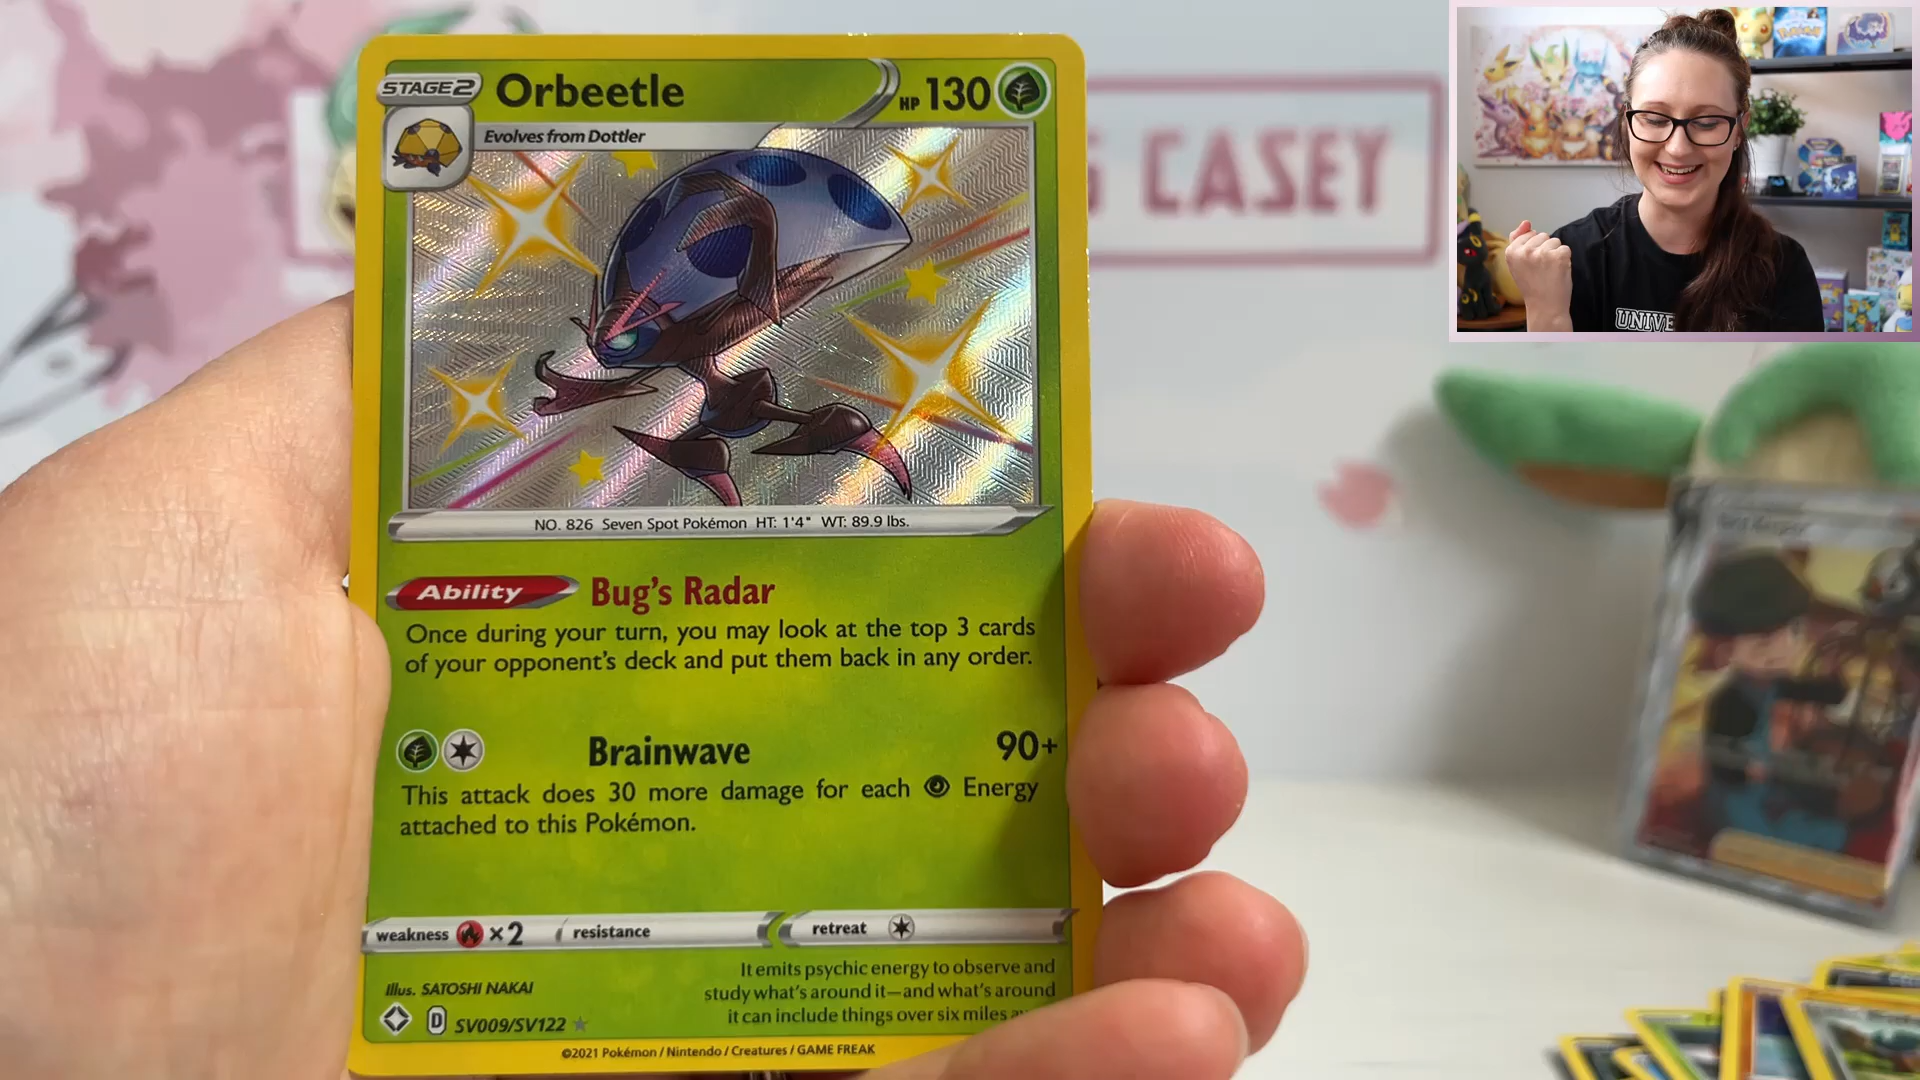 STAGE2
Orbeetle
HP 130
Evolves from Dottler
CASEY
UNIVE
NO. 826 Seven Spot Pokémon HT: 1'4" WT: 89.9 lbs.
Ability Bug's Radar
Once during your turn, you may look at the top 3 cards
of your opponent's deck and put them back in any order.
Brainwave 90+
This attack does 30 more damage for each Energy
attached to this Pokémon.
weakness ×2 resistance retreat
Illus. SATOSHI NAKAI
It emits psychic energy to observe and
study what's around it—and what's around
it can include things over six miles
D SV009/SV122
©2021 Pokémon / Nintendo / Creatures / GAME FREAK